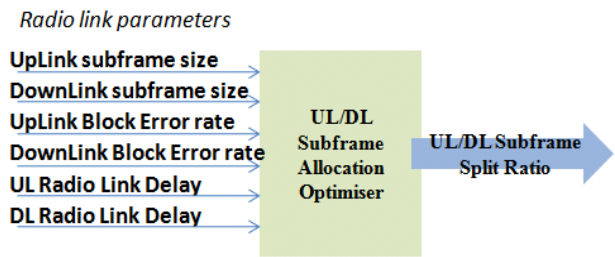 Radio link parameters
UpLink subframe size
DownLink subframe size
UpLink Block Error rate
DownLink Block Error rate
UL Radio Link Delay
DL Radio Link Delay
UL/DL
Subframe
Allocation
Optimiser
UL/DL Subframe
Split Ratio